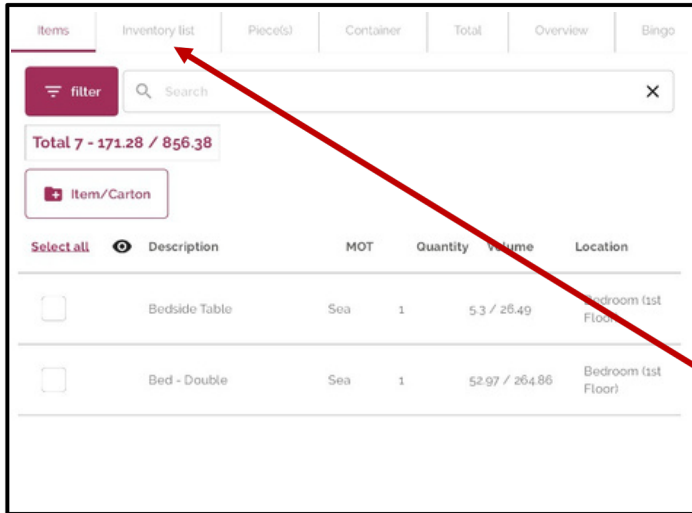 Items Inventory list Piece(s) Container Total Overview Bingo
filter Search
Total 7 - 171.28 / 856.38
Item/Carton
Select all Description MOT Quantity Volume Location
Bedside Table Sea 1 5.3 / 26.49 Bedroom (1st
Floor)
Bed - Double Sea 1 52.97 / 264.86 Bedroom (1st
Floor)